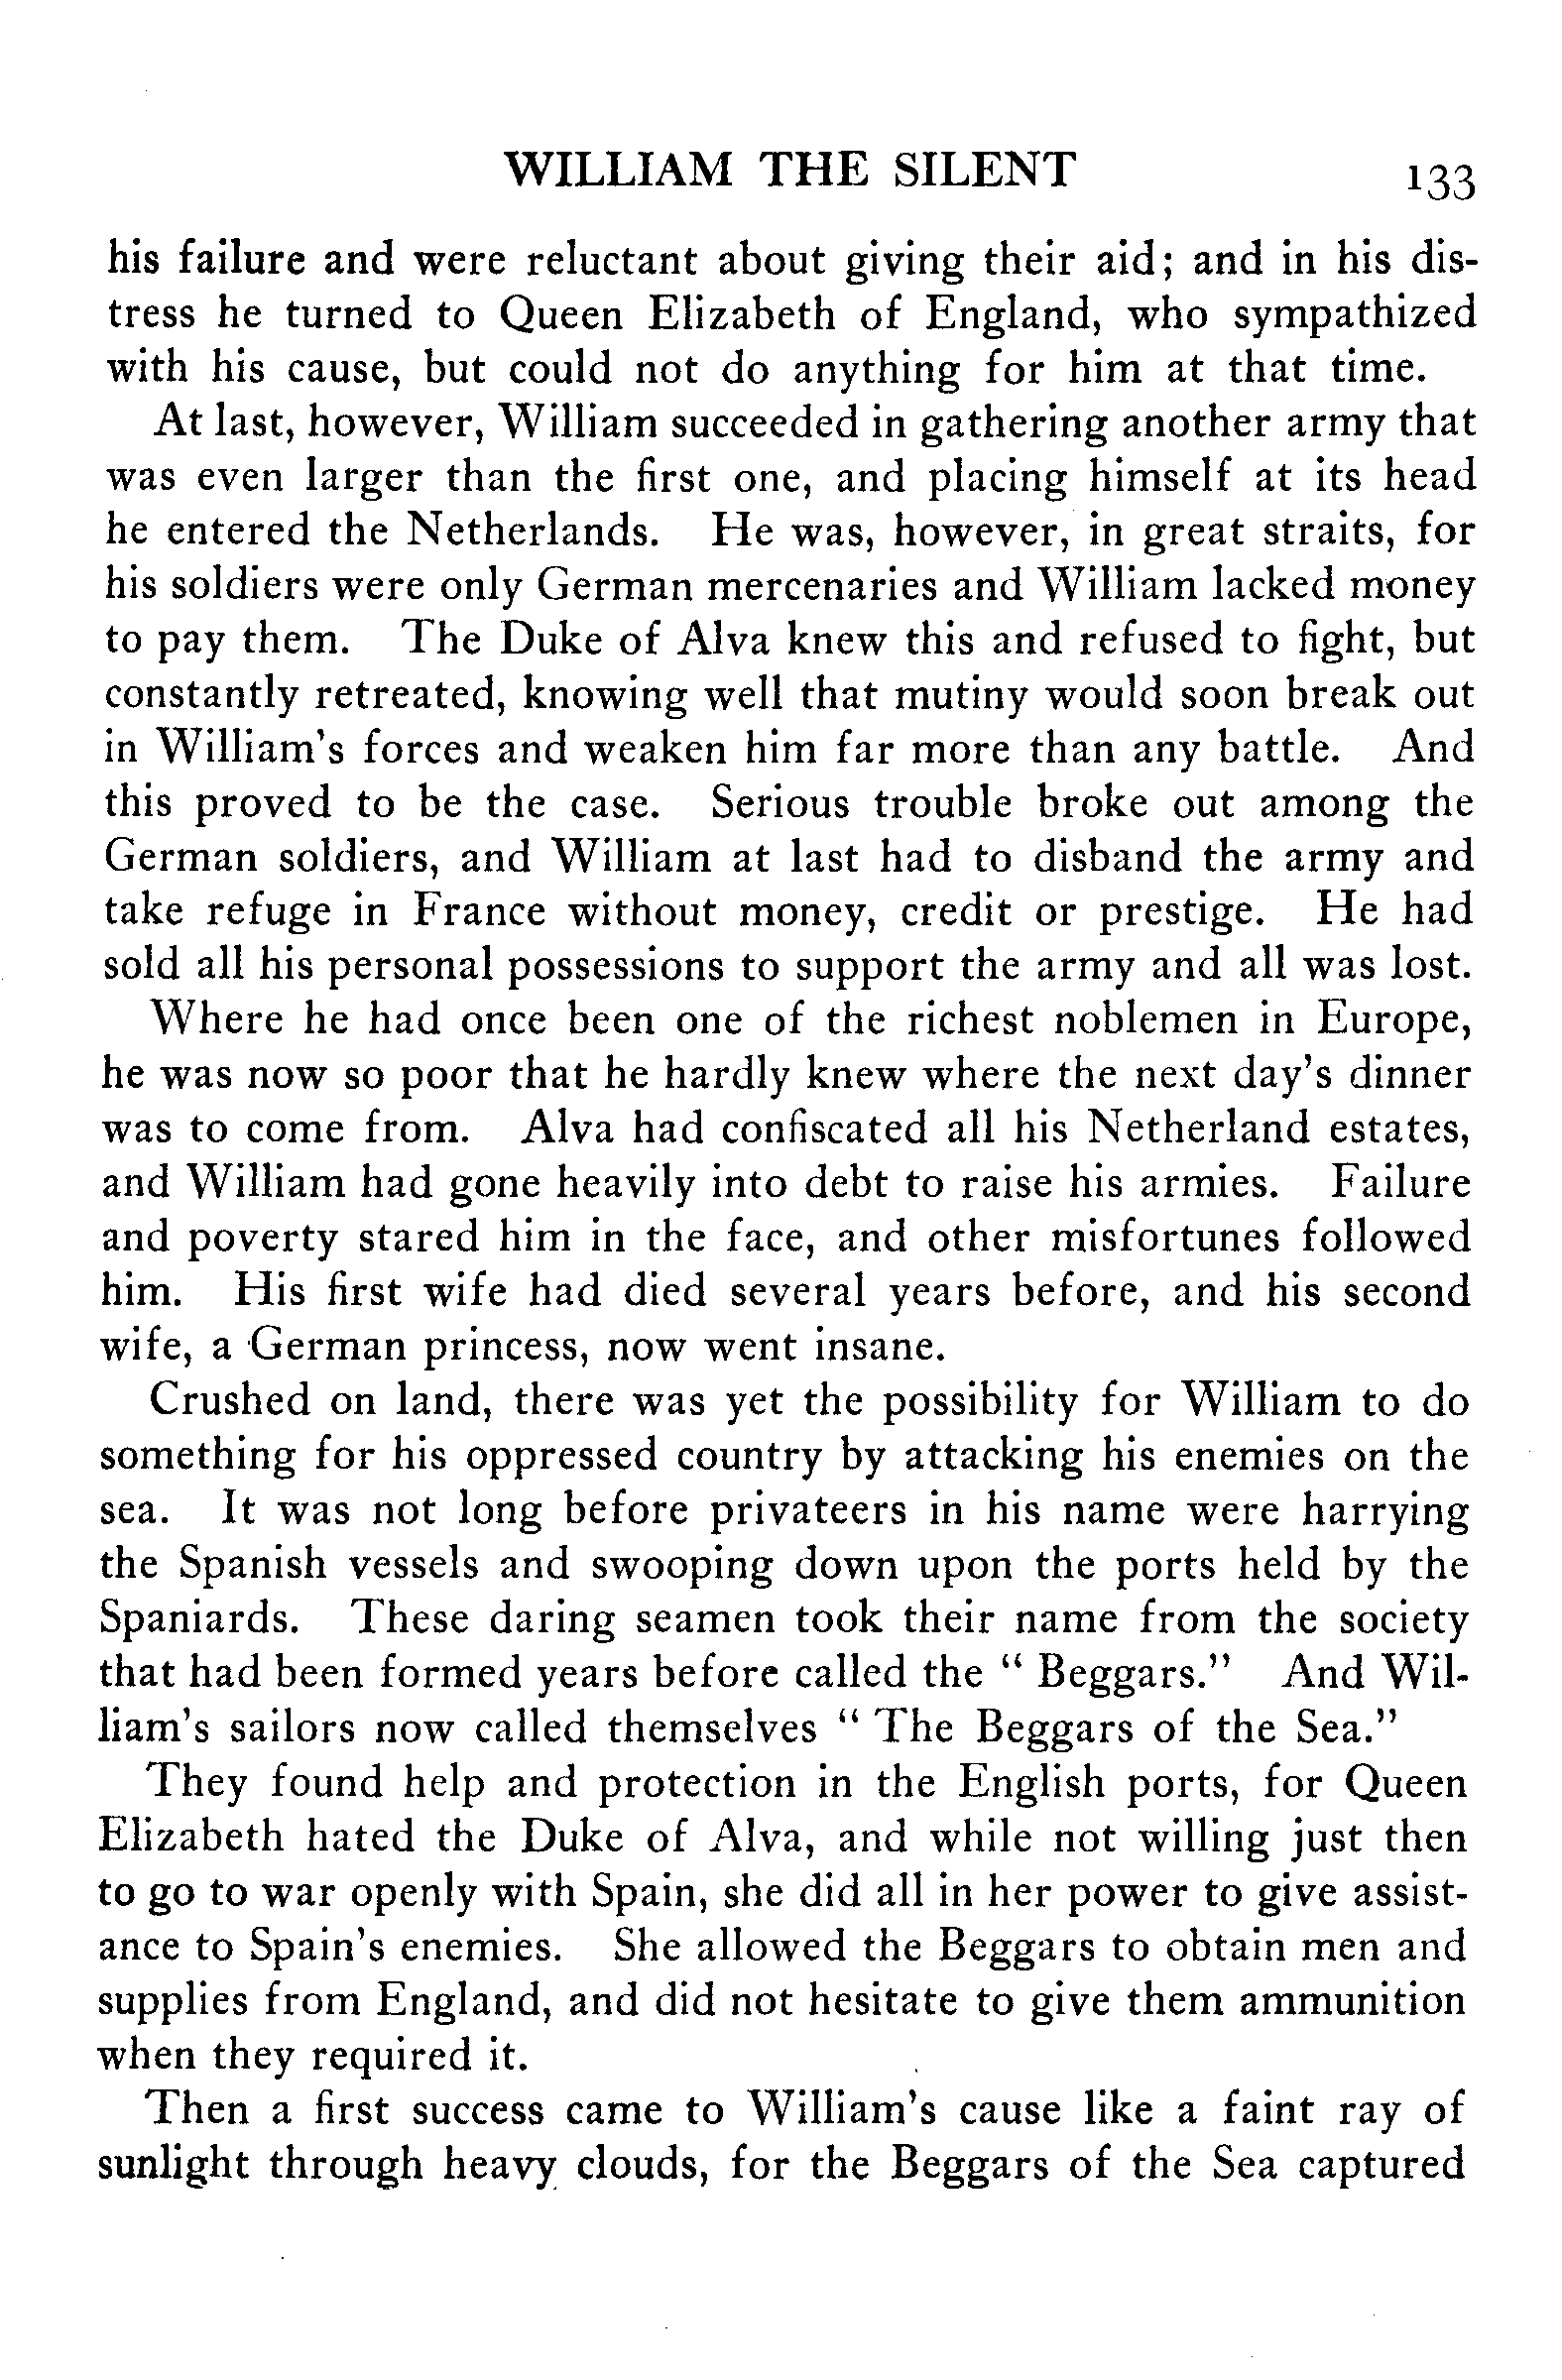 WILLIAM THE SILENT 133
his failure and were reluctant about giving their aid; and in his dis-
tress he turned to Queen Elizabeth of England, who sympathized
with his cause, but could not do anything for him at that time.
At last, however, William succeeded in gathering another army that
was even larger than the first one, and placing himself at its head
he entered the Netherlands. He was, however, in great straits, for
his soldiers were only German mercenaries and William lacked money
to pay them. The Duke of Alva knew this and refused to fight, but
constantly retreated, knowing well that mutiny would soon break out
in William's forces and weaken him far more than any battle. And
this proved to be the case. Serious trouble broke out among the
German soldiers, and William at last had to disband the army and
take refuge in France without money, credit or prestige. He had
sold all his personal possessions to support the army and all was lost.
Where he had once been one of the richest noblemen in Europe,
he was now so poor that he hardly knew where the next day's dinner
was to come from. Alva had confiscated all his Netherland estates,
and William had gone heavily into debt to raise his armies. Failure
and poverty stared him in the face, and other misfortunes followed
him. His first wife had died several years before, and his second
wife, a German princess, now went insane.
Crushed on land, there was yet the possibility for William to do
something for his oppressed country by attacking his enemies on the
sea. It was not long before privateers in his name were harrying
the Spanish vessels and swooping down upon the ports held by the
Spaniards. These daring seamen took their name from the society
that had been formed years before called the " Beggars." And Wil-
liam's sailors now called themselves " The Beggars of the Sea."
They found help and protection in the English ports, for Queen
Elizabeth hated the Duke of Alva, and while not willing just then
to go to war openly with Spain, she did all in her power to give assist-
ance to Spain's enemies. She allowed the Beggars to obtain men and
supplies from England, and did not hesitate to give them ammunition
when they required it.
Then a first success came to William's cause like a faint ray of
sunlight through heavy clouds, for the Beggars of the Sea captured